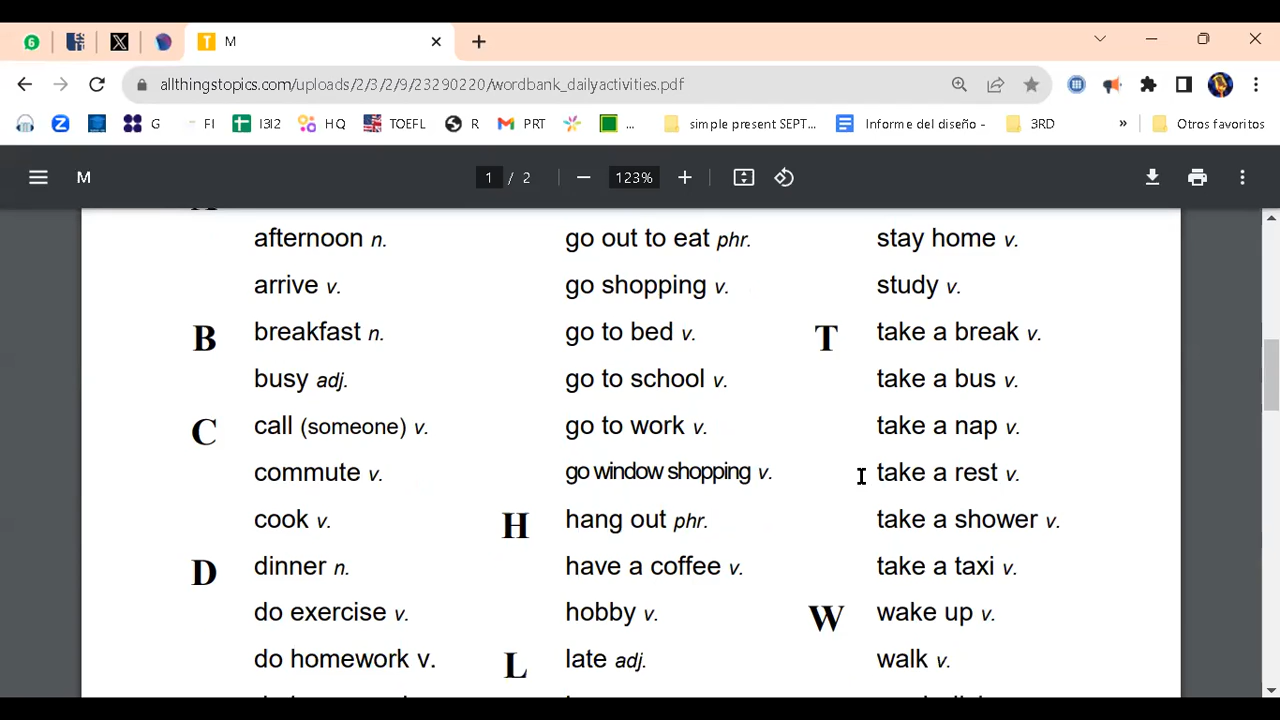 M
allthingstopics.com/uploads/2/3/2/9/23290220/wordbank_dailyactivities.pdf
G FI I3I2 HQ TOEFL R PRT ... simple present SEPT... Informe del diseño - 3RD » Otros favoritos
M 1 / 2 123%
afternoon n. go out to eat phr. stay home v.
arrive v. go shopping v. study v.
B breakfast n. go to bed v. T take a break v.
busy adj. go to school v. take a bus v.
C call (someone) v. go to work v. take a nap v.
commute v. go window shopping v. take a rest v.
cook v. H hang out phr. take a shower v.
D dinner n. have a coffee v. take a taxi v.
do exercise v. hobby v. W wake up v.
do homework v. L late adj. walk v.